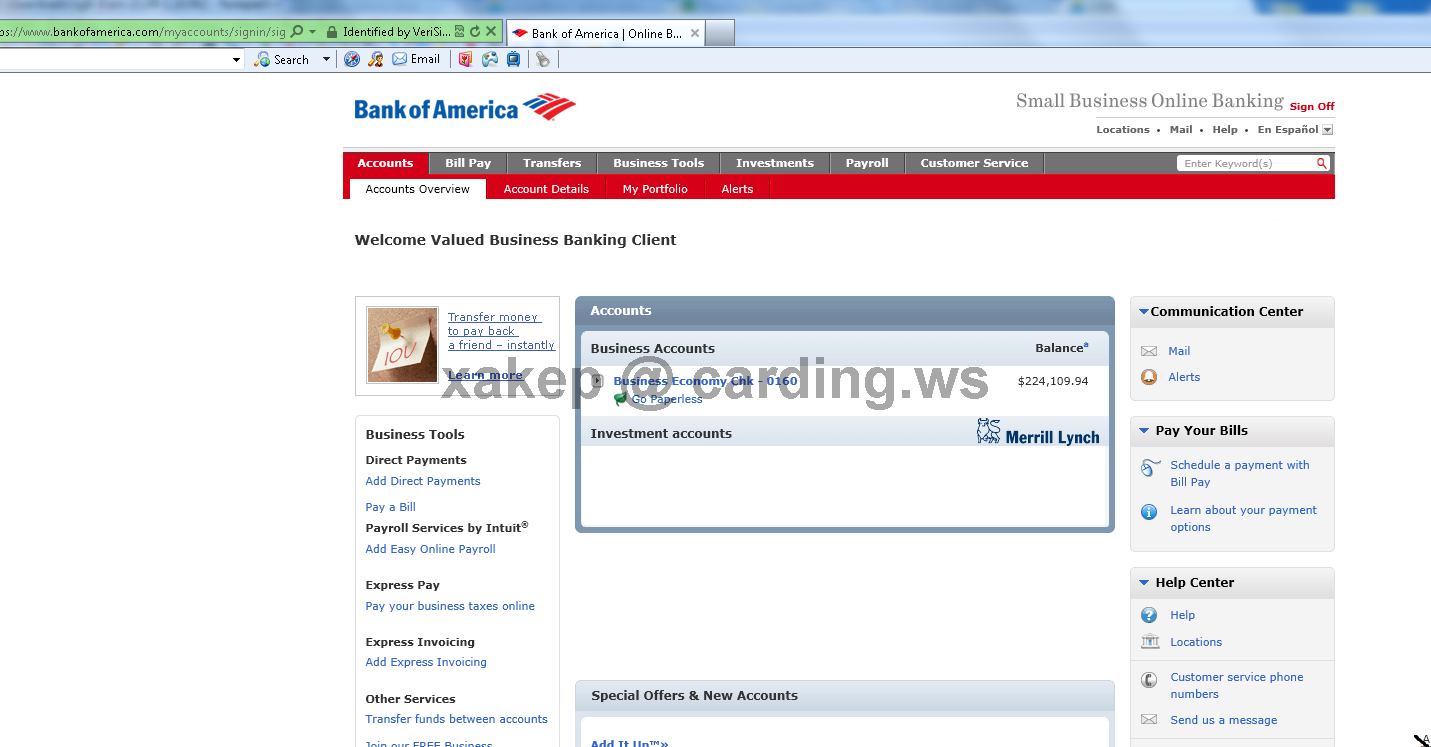 ps://www.bankofamerica.com/myaccounts/signin/sig
Identified by VeriSi...
Bank of America | Online B...
Search
Email
Bank of America
Small Business Online Banking
Sign Off
Locations • Mail • Help • En Español
Accounts
Bill Pay
Transfers
Business Tools
Investments
Payroll
Customer Service
Enter Keyword(s)
Accounts Overview
Account Details
My Portfolio
Alerts
Welcome Valued Business Banking Client
IOU
Transfer money
to pay back
a friend – instantly
Learn more
Business Tools
Direct Payments
Add Direct Payments
Pay a Bill
Payroll Services by Intuit®
Add Easy Online Payroll
Express Pay
Pay your business taxes online
Express Invoicing
Add Express Invoicing
Other Services
Transfer funds between accounts
Join our FREE Business
Accounts
Business Accounts
Balancea
Business Economy Chk - 0160
$224,109.94
Go Paperless
xakep @ carding.ws
Investment accounts
Merrill Lynch
Special Offers & New Accounts
Add It Up™»
Communication Center
Mail
Alerts
Pay Your Bills
Schedule a payment with
Bill Pay
Learn about your payment
options
Help Center
Help
Locations
Customer service phone
numbers
Send us a message